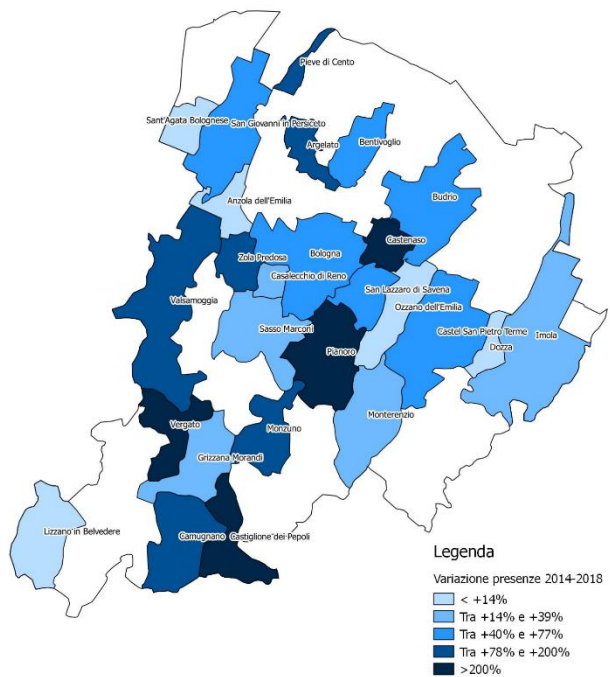 Pieve di Cento
Sant'Agata Bolognese
San Giovanni in Persiceto
Argelato
Bentivoglio
Anzola dell'Emilia
Budrio
Castenaso
Zola Predosa
Bologna
Casalecchio di Reno
San Lazzaro di Savena
Valsamoggia
Ozzano dell'Emilia
Sasso Marconi
Castel San Pietro Terme
Imola
Pianoro
Dozza
Vergato
Monterenzio
Monzuno
Grizzana Morandi
Lizzano in Belvedere
Camugnano
Castiglione dei Pepoli
Legenda
Variazione presenze 2014-2018
< +14%
Tra +14% e +39%
Tra +40% e +77%
Tra +78% e +200%
>200%